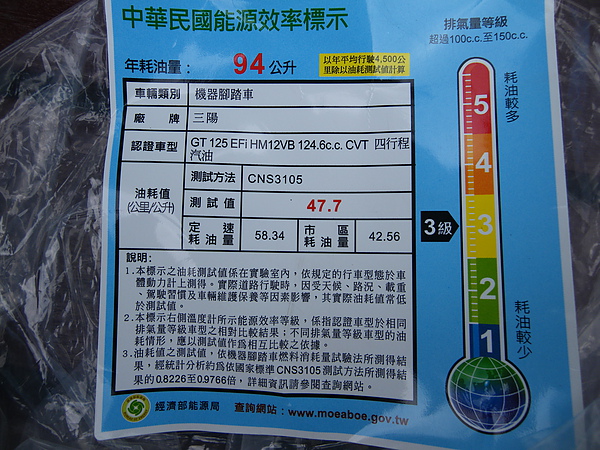 中華民國能源效率標示
年耗油量： 94 公升
以年平均行駛4,500公
里除以油耗測試值計算
車輛類別 機器腳踏車
廠牌 三陽
認證車型 GT 125 EFi HM12VB 124.6c.c. CVT 四行程
汽油
油耗值
(公里/公升)
測試方法 CNS3105
測試值 47.7
定速
耗油量 58.34 市區
耗油量 42.56
說明:
1.本標示之油耗測試值係在實驗室內，依規定的行車型態於車
體動力計上測得。實際道路行駛時，因受天候、路況、載重
、駕駛習慣及車輛維護保養等因素影響，其實際油耗值常低
於測試值。
2.本標示右側溫度計所示能源效率等級，係指認證車型於相同
排氣量等級車型之相對比較結果；不同排氣量等級車型之油
耗情形，應以測試值作為相互比較之依據。
3.油耗值之測試值，依機器腳踏車燃料消耗量試驗法所測得結
果，經統計分析約為依國家標準CNS3105測試方法所測得結
果的0.8226至0.9766倍，詳細資訊請參閱查詢網站。
經濟部能源局 查詢網站：www.moeaboe.gov.tw
排氣量等級
超過100c.c.至150c.c.
耗油較多
5
4
3級
3
2
1
耗油較少